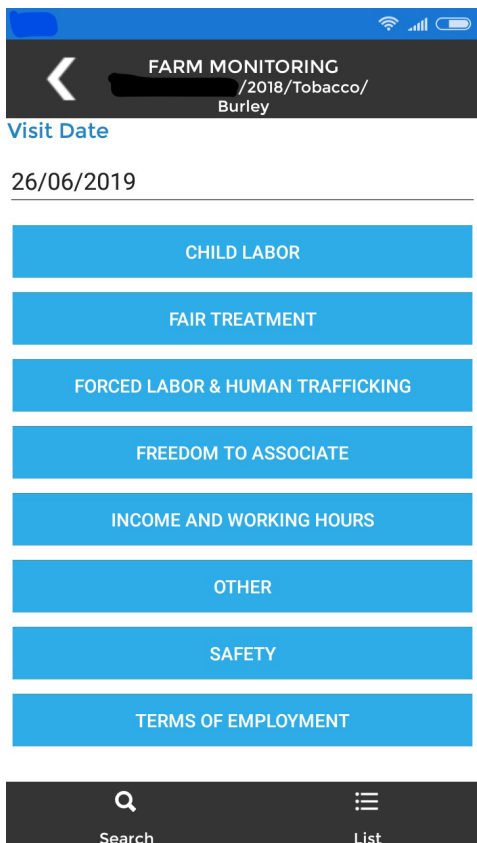 FARM MONITORING
/2018/Tobacco/
Burley
Visit Date
26/06/2019
CHILD LABOR
FAIR TREATMENT
FORCED LABOR & HUMAN TRAFFICKING
FREEDOM TO ASSOCIATE
INCOME AND WORKING HOURS
OTHER
SAFETY
TERMS OF EMPLOYMENT
Search
List